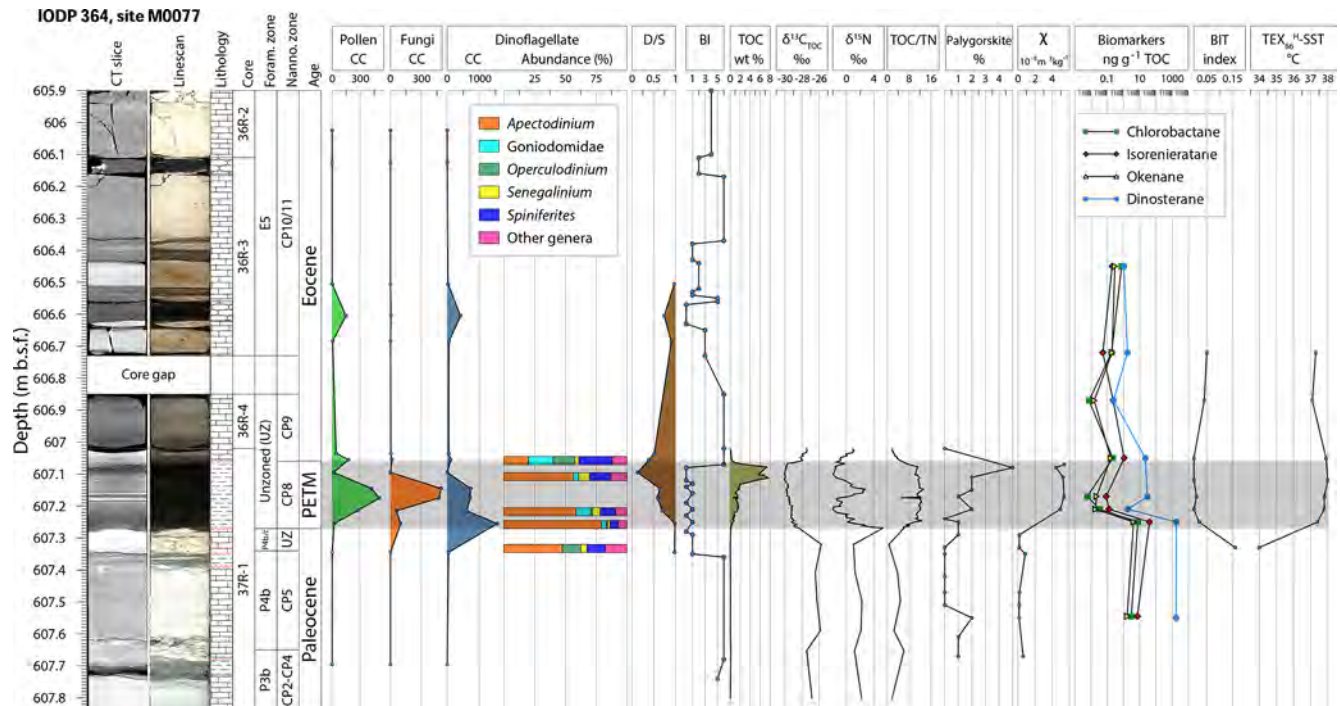 IODP 364, site M0077
CT slice
Linescan
Lithology
Core
Foram. zone
Nanno. zone
Age
Pollen
CC
0 300
Fungi
CC
0 300
Dinoflagellate
CC Abundance (%)
0 1000 25 50 75
D/S
0 0.5 1
BI
1 3 5
TOC
wt %
0 2 4 6 8
δ¹³C_TOC
‰
-30 -28 -26
δ¹⁵N
‰
0 4
TOC/TN
0 8 16
Palygorskite
%
1 2 3 4
χ
0 2 4
Biomarkers
ng g⁻¹ TOC
0.1 10 1000
BIT
index
0.05 0.15
TEX₈₆ᴴ-SST
°C
34 35 36 37 38
Apectodinium
Goniodomidae
Operculodinium
Senegalinium
Spiniferites
Other genera
Chlorobactane
Isorenieratane
Okenane
Dinosterane
Depth (m b.s.f.)
605.9
606
606.1
606.2
606.3
606.4
606.5
606.6
606.7
606.8
606.9
607
607.1
607.2
607.3
607.4
607.5
607.6
607.7
607.8
Core gap
36R-2
36R-3
36R-4
37R-1
E5
Unzoned (UZ)
P4b
P3b
CP10/11
CP9
CP8
UZ
CP5
CP2-CP4
Eocene
PETM
Paleocene